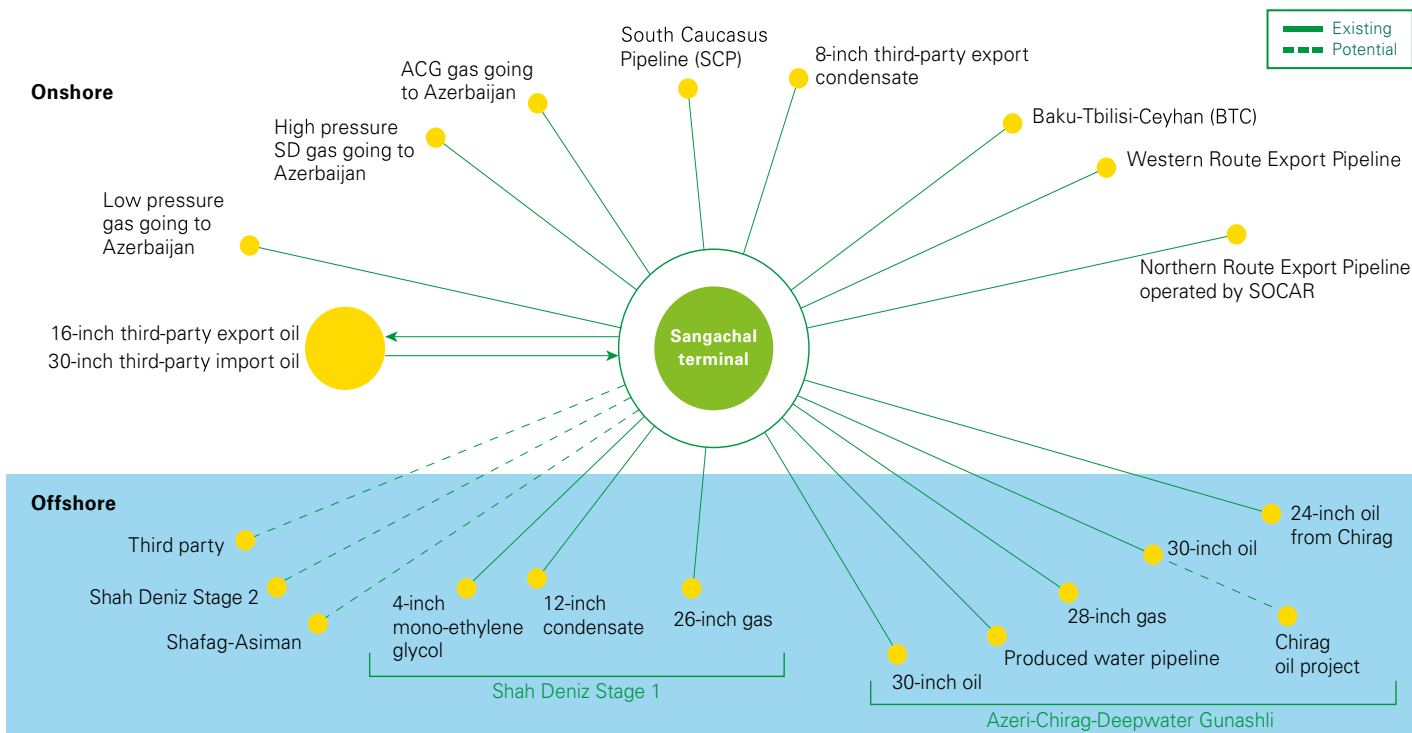 Existing
Potential
Onshore
South Caucasus
Pipeline (SCP)
8-inch third-party export
condensate
ACG gas going
to Azerbaijan
High pressure
SD gas going to
Azerbaijan
Baku-Tbilisi-Ceyhan (BTC)
Western Route Export Pipeline
Low pressure
gas going to
Azerbaijan
Northern Route Export Pipeline
operated by SOCAR
16-inch third-party export oil
30-inch third-party import oil
Sangachal
terminal
Offshore
Third party
Shah Deniz Stage 2
Shafag-Asiman
4-inch
mono-ethylene
glycol
12-inch
condensate
26-inch gas
Shah Deniz Stage 1
30-inch oil
Produced water pipeline
28-inch gas
30-inch oil
24-inch oil
from Chirag
Chirag
oil project
Azeri-Chirag-Deepwater Gunashli